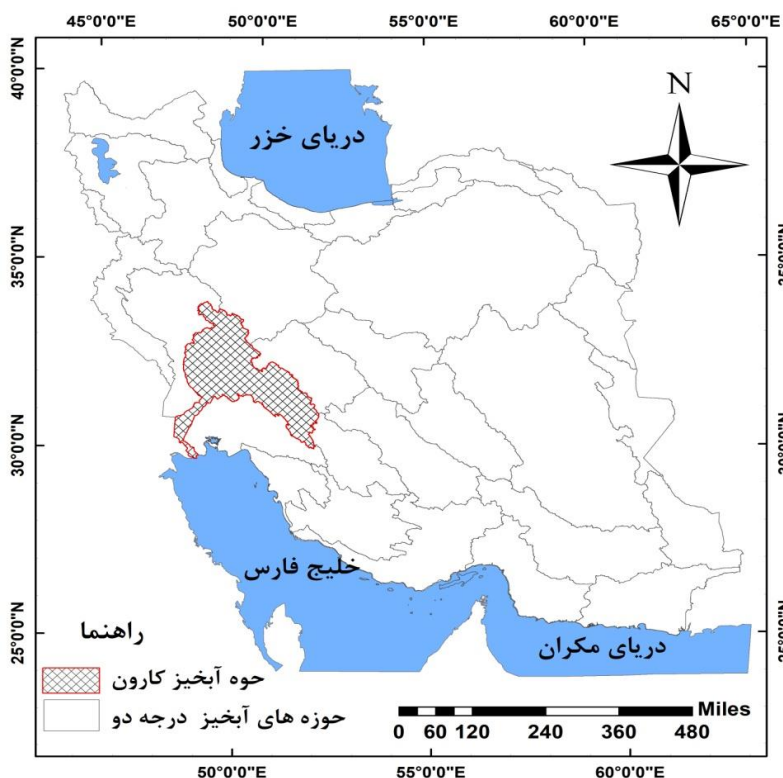 45°0'0"E 50°0'0"E 55°0'0"E 60°0'0"E 65°0'0"E
40°0'0"N
N
دریای خزر
35°0'0"N
30°0'0"N
خلیج فارس
دریای مکران
25°0'0"N
راهنما
حوه آبخیز کارون
حوزه های آبخیز درجه دو
Miles
0 60 120 240 360 480
50°0'0"E 55°0'0"E 60°0'0"E